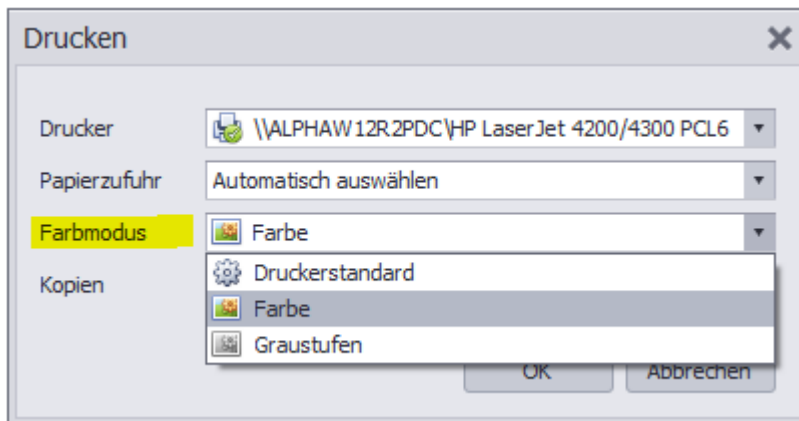 Drucken
Drucker \\ALPHAW12R2PDC\HP LaserJet 4200/4300 PCL6
Papierzufuhr Automatisch auswählen
Farbmodus Farbe
Druckerstandard
Kopien
Farbe
Graustufen
OK Abbrechen